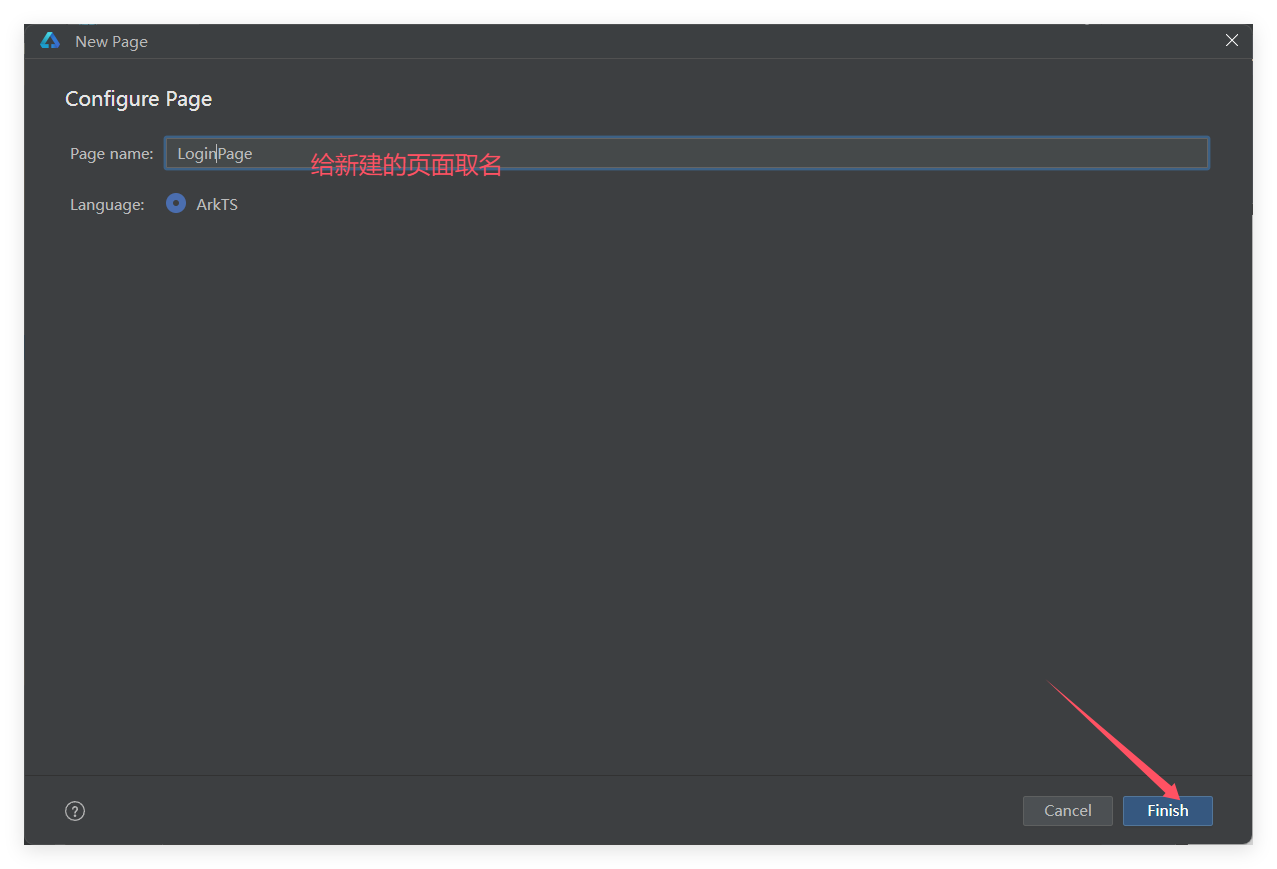 New Page
Configure Page
Page name: LoginPage
给新建的页面取名
Language: ArkTS
?
Cancel Finish